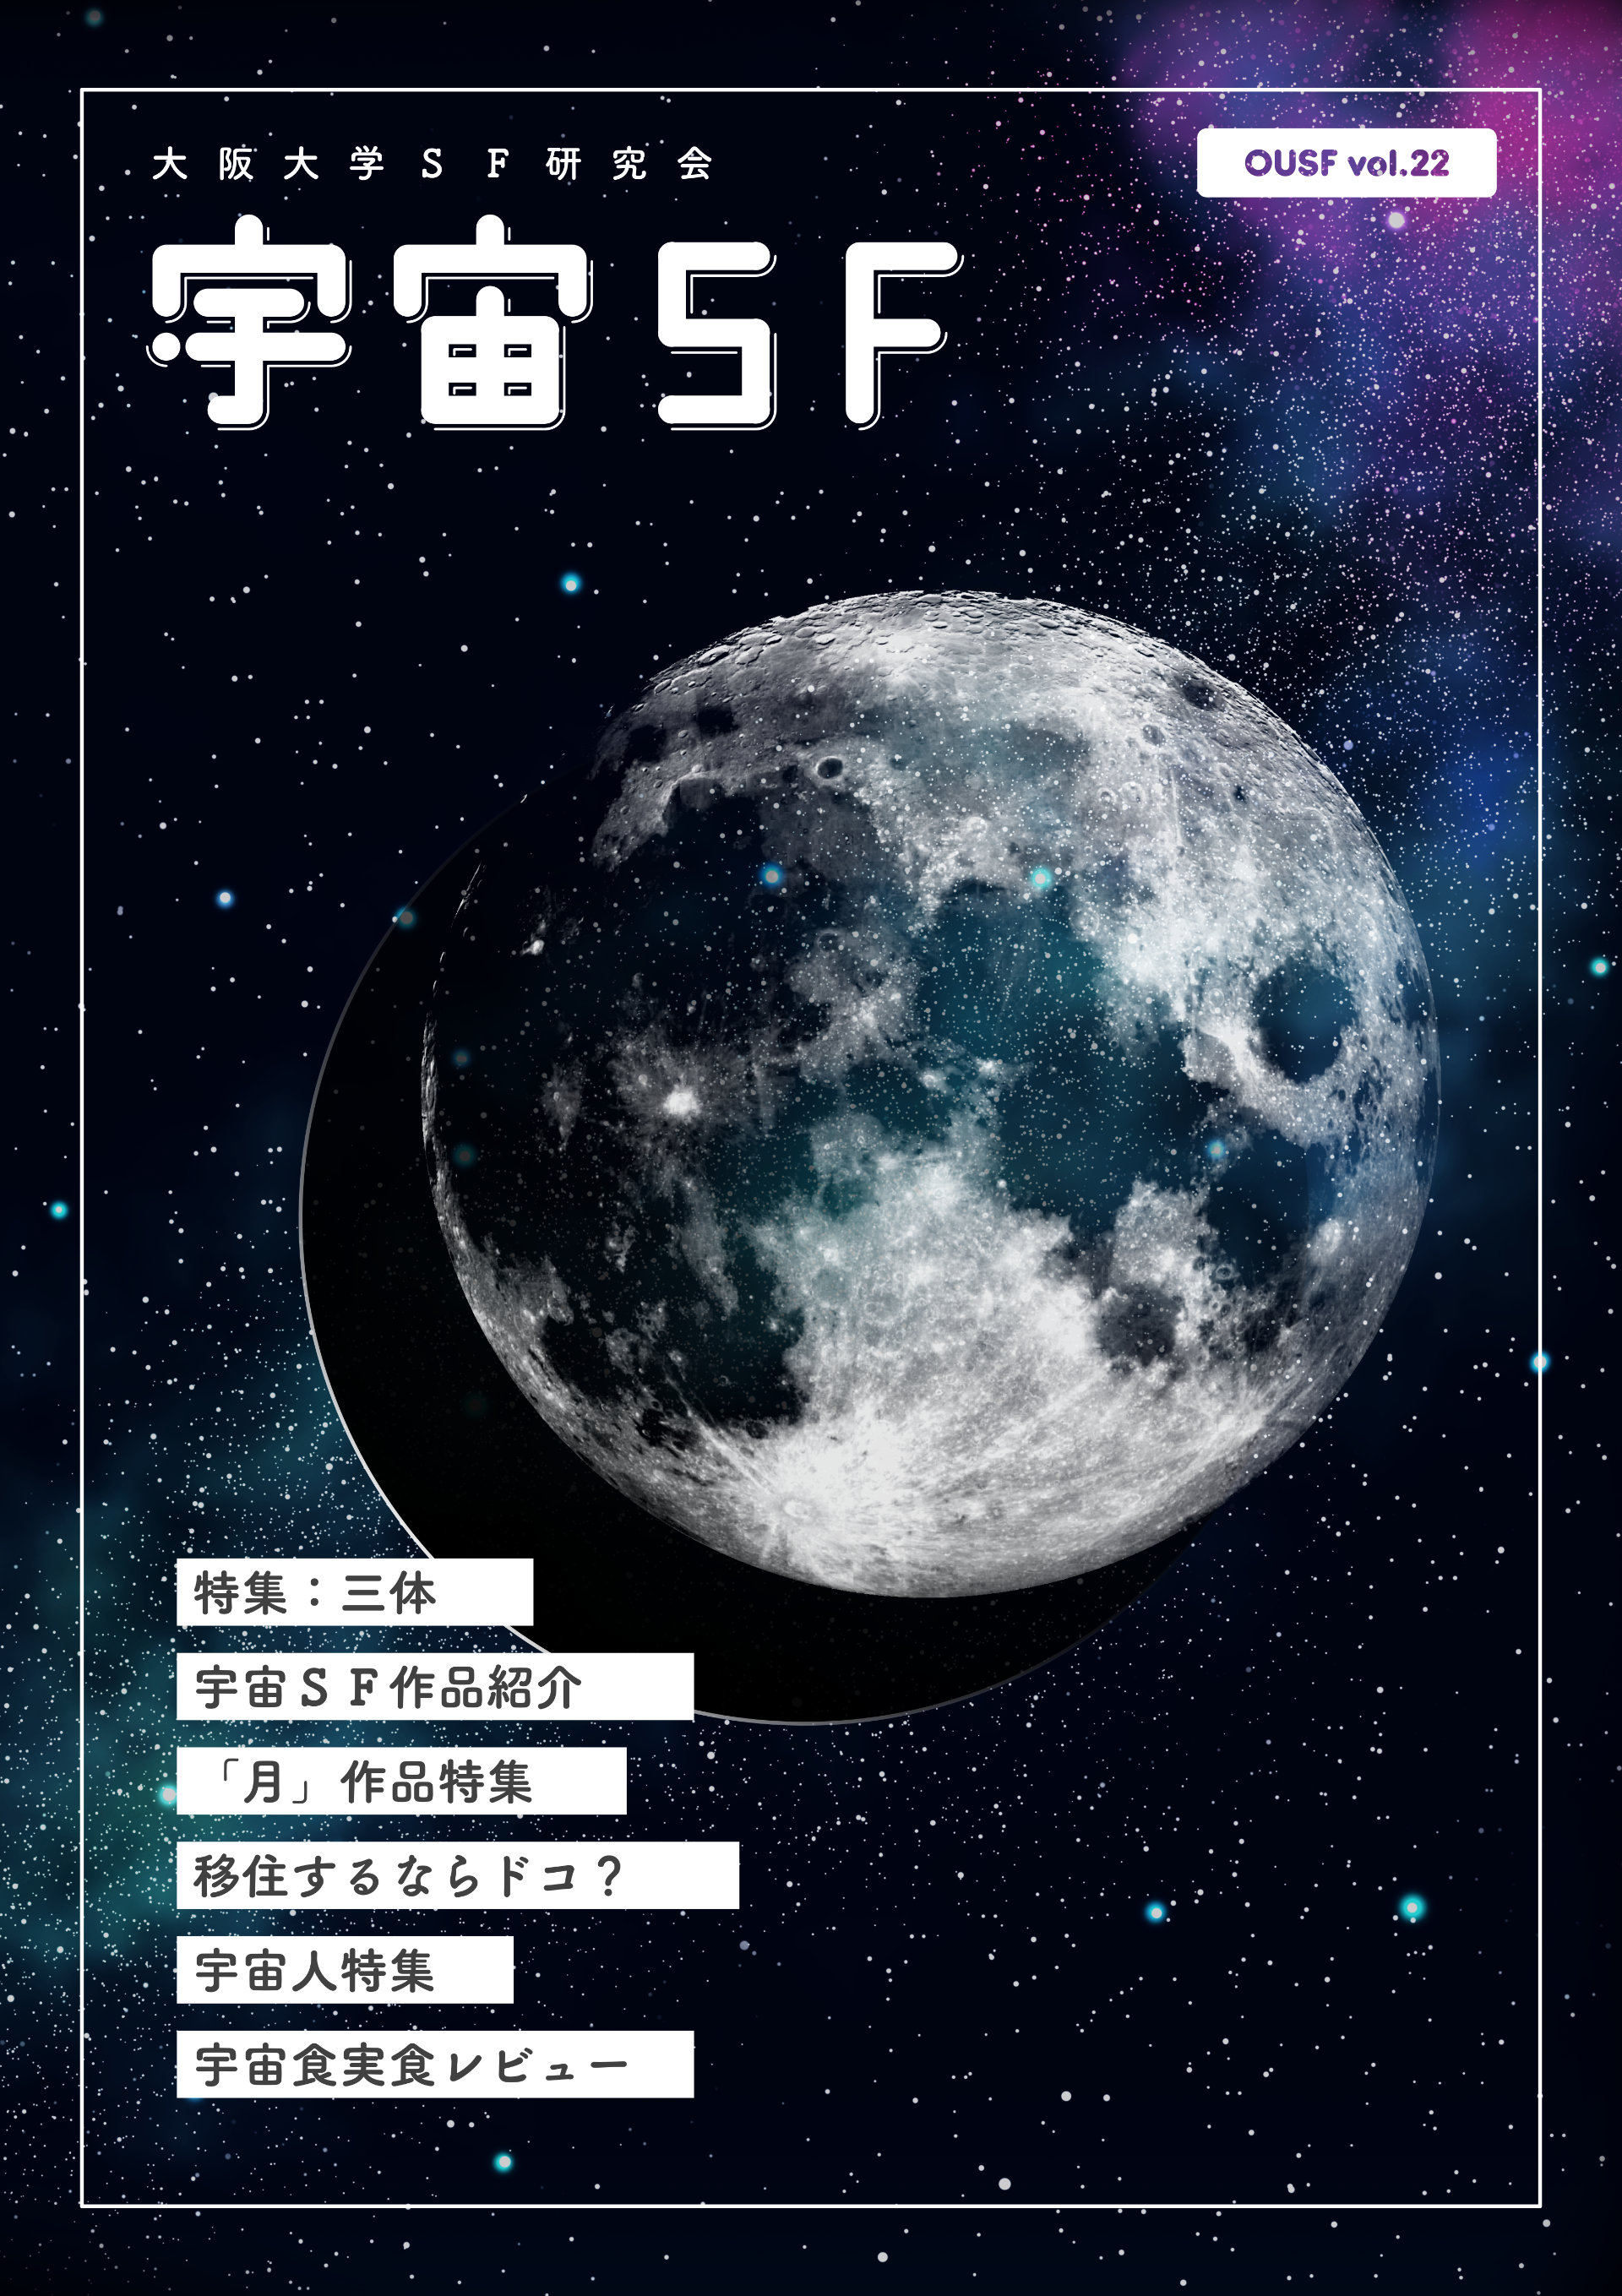 大阪大学ＳＦ研究会
OUSF vol.22
宇宙ＳＦ
特集：三体
宇宙ＳＦ作品紹介
「月」作品特集
移住するならドコ？
宇宙人特集
宇宙食実食レビュー